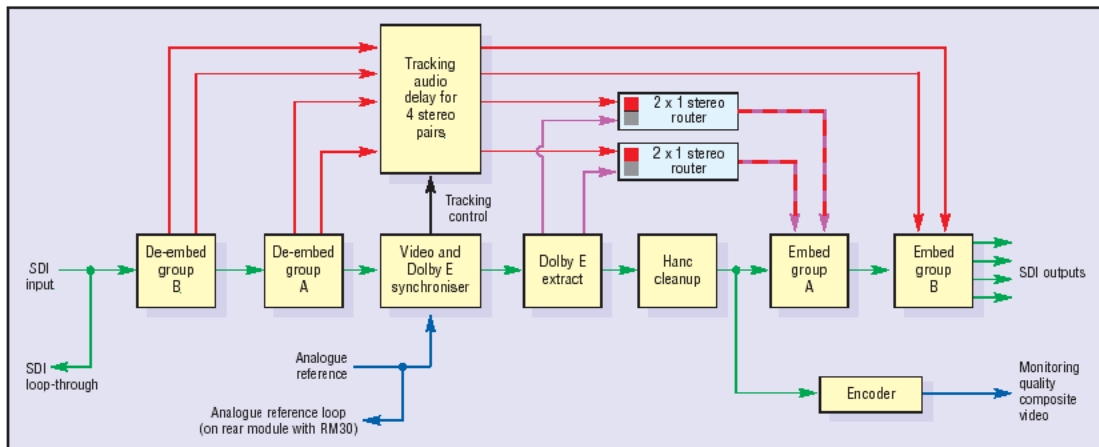 Tracking
audio
delay for
4 stereo
pairs,
2 x 1 stereo
router
2 x 1 stereo
router
Tracking
control
SDI
input
De-embed
group
B,
De-embed
group
A
Video and
Dolby E
synchroniser
Dolby E
extract
Hanc
cleanup
Embed
group
A
Embed
group
B
SDI outputs
SDI
loop-through
Analogue
reference
Analogue reference loop
(on rear module with RM30)
Encoder
Monitoring
quality
composite
video